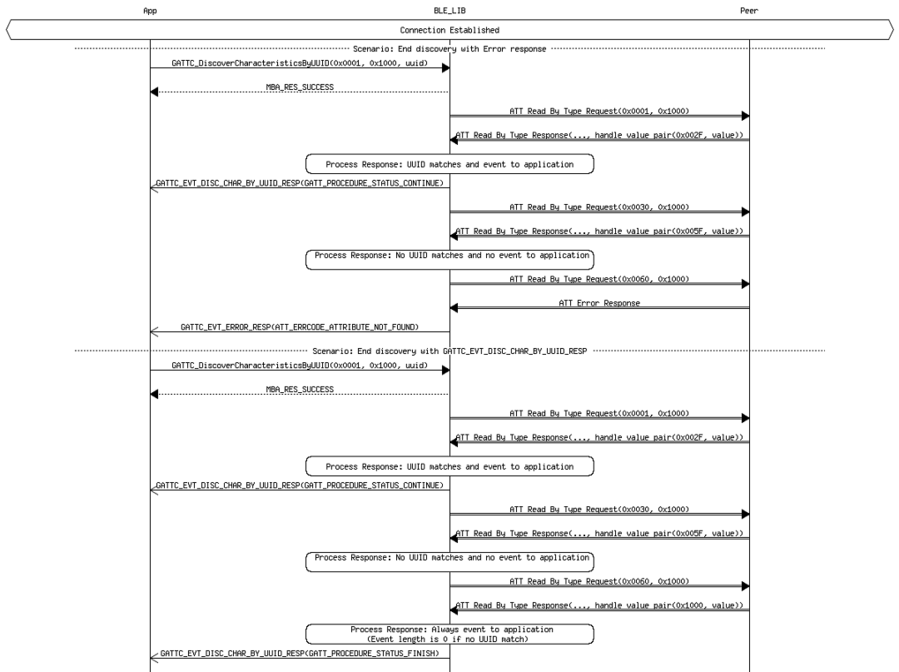 App BLE_LIB Peer
Connection Established
Scenario: End discovery with Error response
GATTC_DiscoverCharacteristicsByUUID(0x0001, 0x1000, uuid)
MBA_RES_SUCCESS
ATT Read By Type Request(0x0001, 0x1000)
ATT Read By Type Response(..., handle value pair(0x002F, value))
Process Response: UUID matches and event to application
GATTC_EVT_DISC_CHAR_BY_UUID_RESP(GATT_PROCEDURE_STATUS_CONTINUE)
ATT Read By Type Request(0x0030, 0x1000)
ATT Read By Type Response(..., handle value pair(0x005F, value))
Process Response: No UUID matches and no event to application
ATT Read By Type Request(0x0060, 0x1000)
ATT Error Response
GATTC_EVT_ERROR_RESP(ATT_ERRCODE_ATTRIBUTE_NOT_FOUND)
Scenario: End discovery with GATTC_EVT_DISC_CHAR_BY_UUID_RESP
GATTC_DiscoverCharacteristicsByUUID(0x0001, 0x1000, uuid)
MBA_RES_SUCCESS
ATT Read By Type Request(0x0001, 0x1000)
ATT Read By Type Response(..., handle value pair(0x002F, value))
Process Response: UUID matches and event to application
GATTC_EVT_DISC_CHAR_BY_UUID_RESP(GATT_PROCEDURE_STATUS_CONTINUE)
ATT Read By Type Request(0x0030, 0x1000)
ATT Read By Type Response(..., handle value pair(0x005F, value))
Process Response: No UUID matches and no event to application
ATT Read By Type Request(0x0060, 0x1000)
ATT Read By Type Response(..., handle value pair(0x1000, value))
Process Response: Always event to application
(Event length is 0 if no UUID match)
GATTC_EVT_DISC_CHAR_BY_UUID_RESP(GATT_PROCEDURE_STATUS_FINISH)